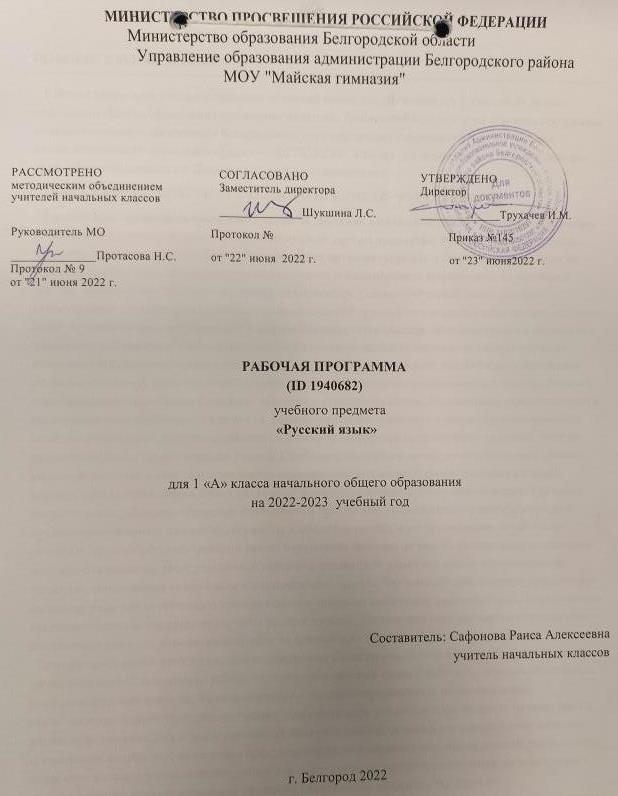 МИНИСТЕРСТВО ПРОСВЕЩЕНИЯ РОССИЙСКОЙ ФЕДЕРАЦИИ
Министерство образования Белгородской области
Управление образования администрации Белгородского района
МОУ "Майская гимназия"
РАССМОТРЕНО
методическим объединением
учителей начальных классов
Руководитель МО
Протасова Н.С.
Протокол № 9
от "21" июня 2022 г.
СОГЛАСОВАНО
Заместитель директора
Шукшина Л.С.
Протокол №
от "22" июня 2022 г.
УТВЕРЖДЕНО
Директор
Трухачев И.М.
Приказ №145
от "23" июня2022 г.
Для
документов
РАБОЧАЯ ПРОГРАММА
(ID 1940682)
учебного предмета
«Русский язык»
для 1 «А» класса начального общего образования
на 2022-2023 учебный год
Составитель: Сафонова Раиса Алексеевна
учитель начальных классов
г. Белгород 2022